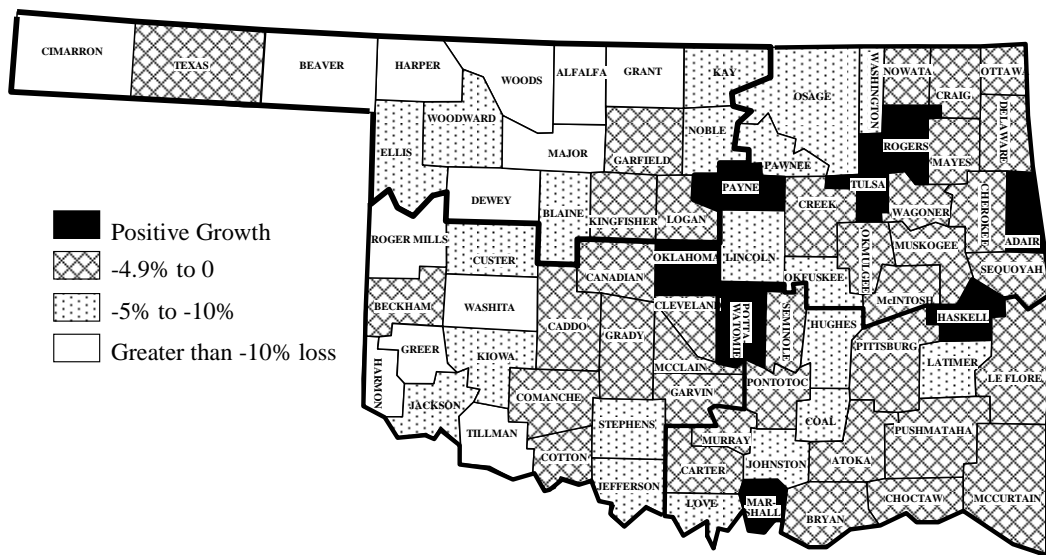 CIMARRON
TEXAS
BEAVER
HARPER
WOODS
ALFALFA
GRANT
KAY
OSAGE
WASHINGTON
NOWATA
CRAIG
OTTAWA
DELAWARE
WOODWARD
ELLIS
MAJOR
GARFIELD
NOBLE
PAWNEE
ROGERS
MAYES
DEWEY
BLAINE
KINGFISHER
LOGAN
PAYNE
CREEK
TULSA
WAGONER
CHEROKEE
ADAIR
ROGER MILLS
CUSTER
CANADIAN
OKLAHOMA
LINCOLN
OKFUSKEE
OKMULGEE
MUSKOGEE
SEQUOYAH
BECKHAM
WASHITA
CADDO
GRADY
CLEVELAND
POTTA
WATOMIE
SEMINOLE
HUGHES
McINTOSH
HASKELL
HARMON
GREER
KIOWA
MCCLAIN
PITTSBURG
LATIMER
LE FLORE
JACKSON
COMANCHE
GARVIN
PONTOTOC
TILLMAN
COTTON
STEPHENS
MURRAY
COAL
PUSHMATAHA
JEFFERSON
CARTER
JOHNSTON
ATOKA
LOVE
MAR-
SHALL
BRYAN
CHOCTAW
MCCURTAIN
Positive Growth
-4.9% to 0
-5% to -10%
Greater than -10% loss